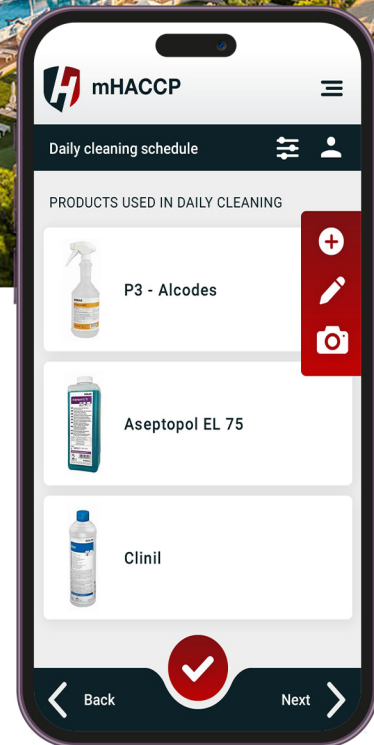 mHACCP
Daily cleaning schedule
PRODUCTS USED IN DAILY CLEANING
P3 - Alcodes
Aseptopol EL 75
Clinil
Back
Next